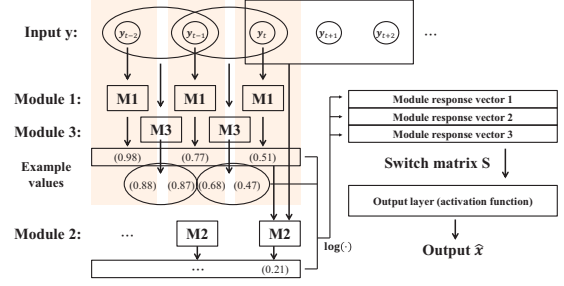 Input y: y_{t-2} y_{t-1} y_t y_{t+1} y_{t+2} ...
Module 1: M1 M1 M1
Module 3: M3 M3
Example values
(0.98) (0.77) (0.51)
(0.88) (0.87) (0.68) (0.47)
Module 2: ... M2 M2
... (0.21)
log(·)
Module response vector 1
Module response vector 2
Module response vector 3
Switch matrix S
Output layer (activation function)
Output x̂